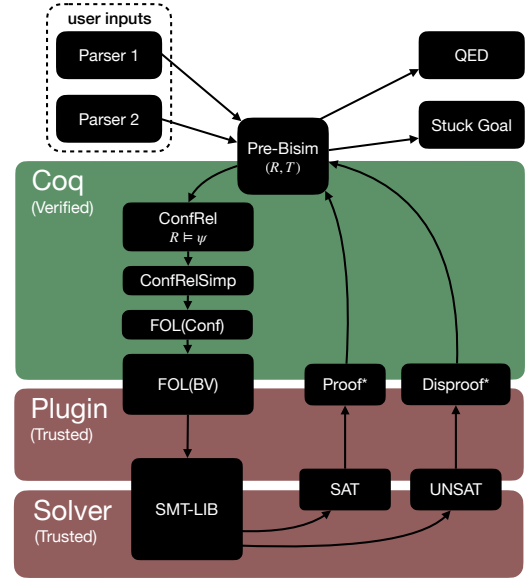 user inputs
Parser 1
Parser 2
QED
Stuck Goal
Pre-Bisim
(R, T)
Coq
(Verified)
ConfRel
R ⊨ ψ
ConfRelSimp
FOL(Conf)
FOL(BV)
Proof*
Disproof*
Plugin
(Trusted)
SMT-LIB
SAT
UNSAT
Solver
(Trusted)